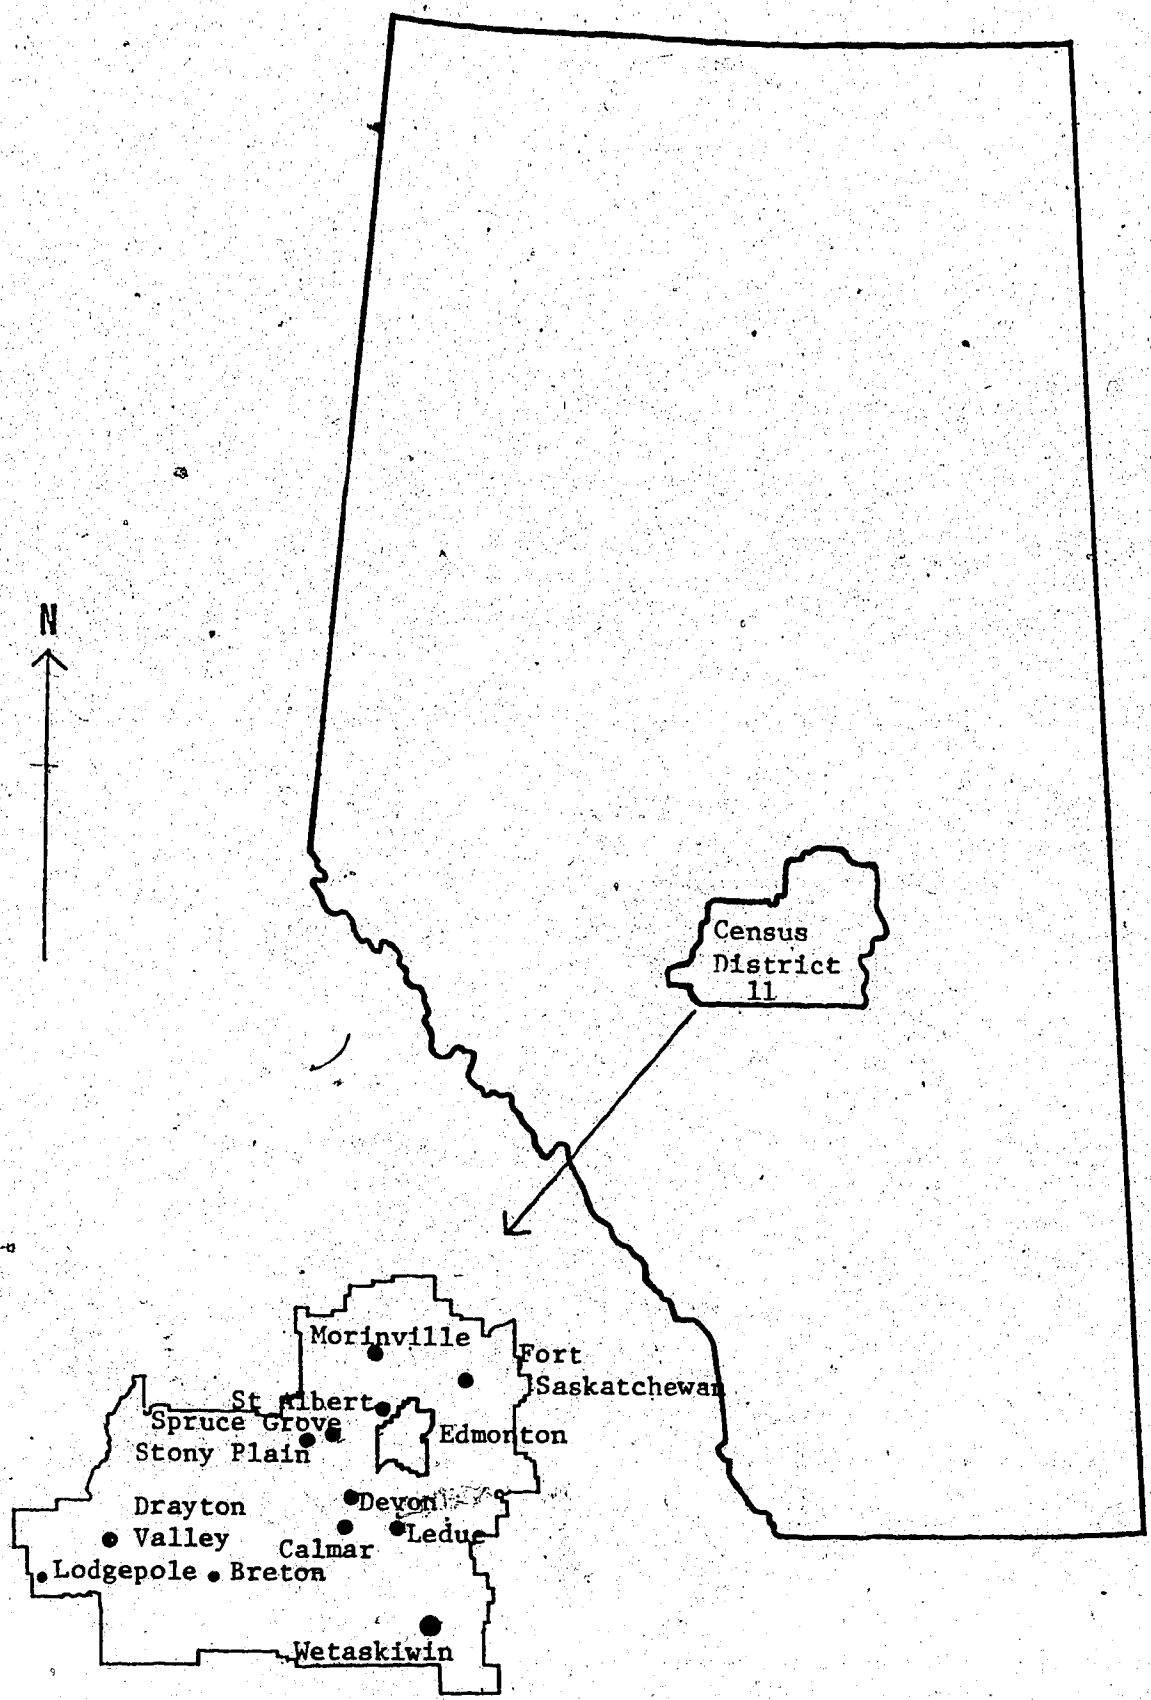 N
Census
District
11
Morinville
Fort
Saskatchewan
St Albert
Spruce Grove
Edmonton
Stony Plain
Devon
Drayton
Valley
Leduc
Calmar
Lodgepole
Breton
Wetaskiwin